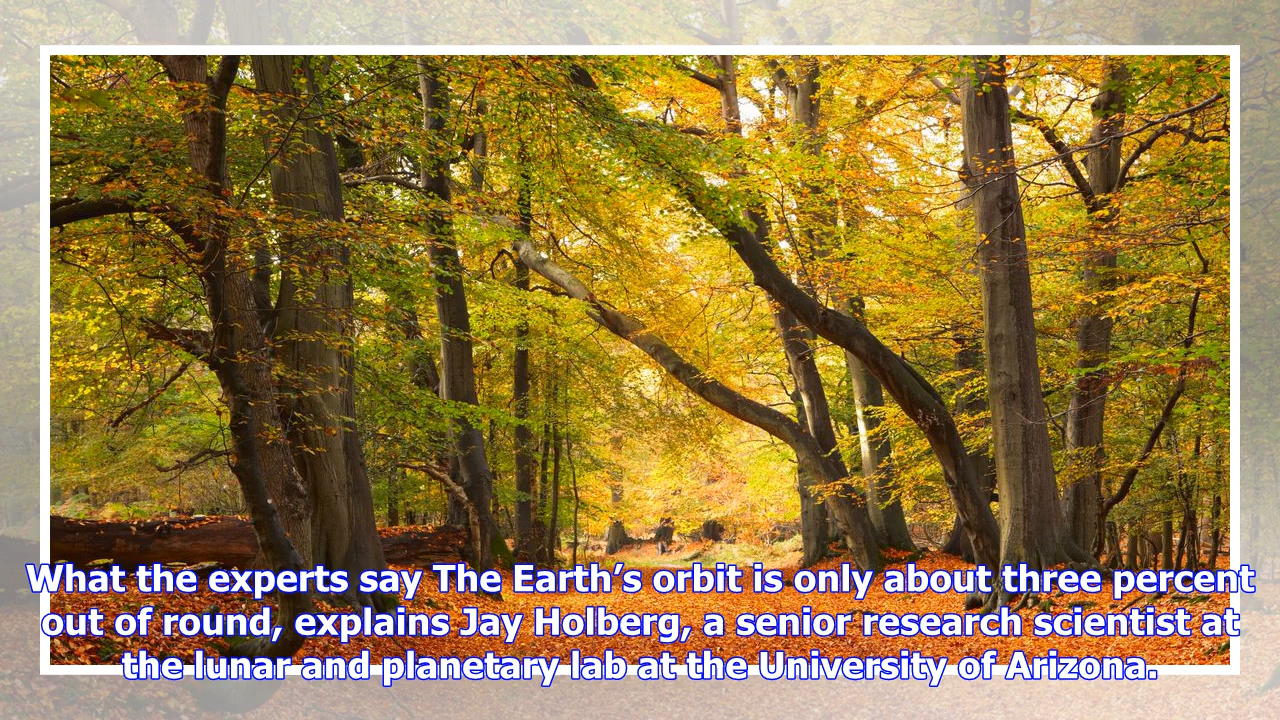 What the experts say The Earth’s orbit is only about three percent
out of round, explains Jay Holberg, a senior research scientist at
the lunar and planetary lab at the University of Arizona.